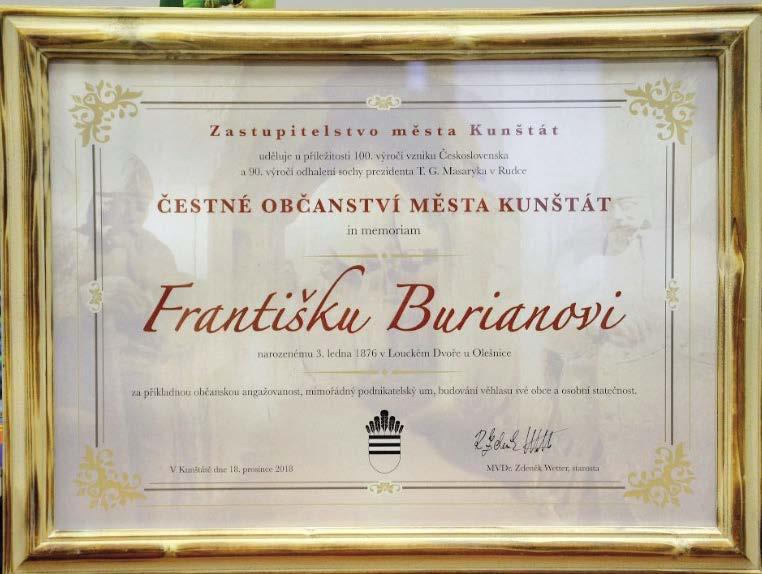 Zastupitelstvo města Kunštát
uděluje u příležitosti 100. výročí vzniku Československa
a 90. výročí odhalení sochy prezidenta T. G. Masaryka v Rudce
ČESTNÉ OBČANSTVÍ MĚSTA KUNŠTÁT
in memoriam
Františku Burianovi
narozenému 3. ledna 1876 v Louckém Dvoře u Olešnice
za příkladnou občanskou angažovanost, mimořádný podnikatelský um, budování věhlasu své obce a osobní statečnost.
V Kunštátě dne 18. prosince 2018
MVDr. Zdeněk Wetter, starosta